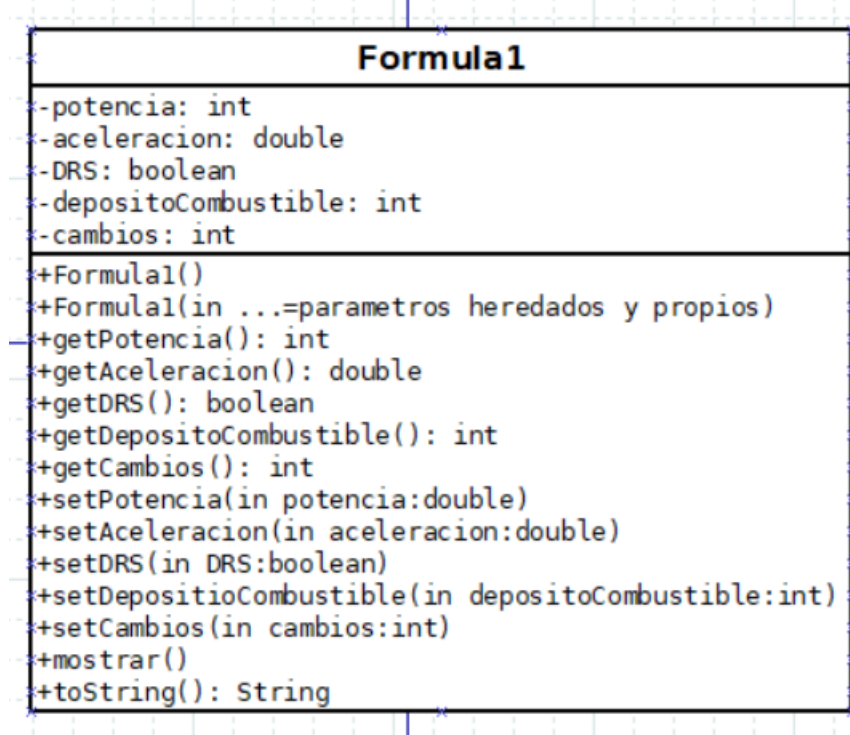 Formula1
-potencia: int
-aceleracion: double
-DRS: boolean
-depositoCombustible: int
-cambios: int
+Formula1()
+Formula1(in ...=parametros heredados y propios)
+getPotencia(): int
+getAceleracion(): double
+getDRS(): boolean
+getDepositoCombustible(): int
+getCambios(): int
+setPotencia(in potencia:double)
+setAceleracion(in aceleracion:double)
+setDRS(in DRS:boolean)
+setDepositioCombustible(in depositoCombustible:int)
+setCambios(in cambios:int)
+mostrar()
+toString(): String